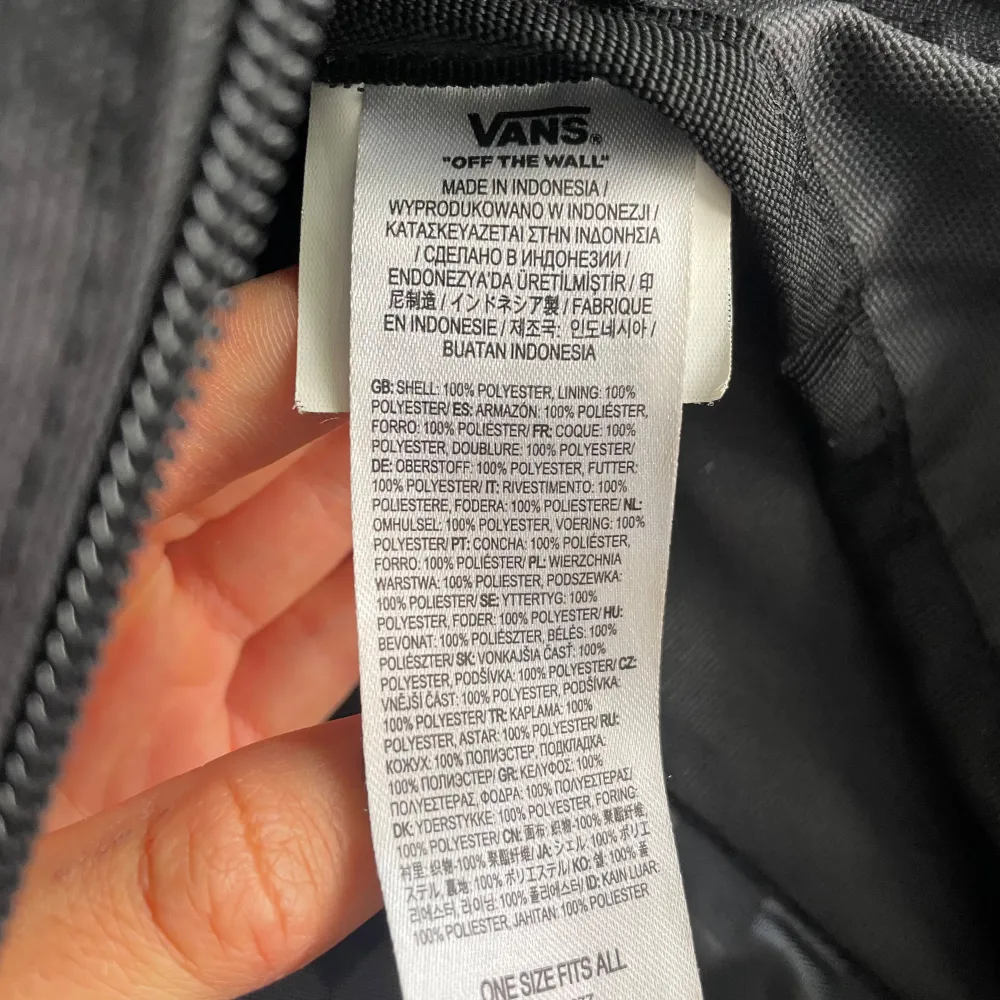 VANS®
"OFF THE WALL"
MADE IN INDONESIA /
WYPRODUKOWANO W INDONEZJI /
ΚΑΤΑΣΚΕΥΑΖΕΤΑΙ ΣΤΗΝ ΙΝΔΟΝΗΣΙΑ
/ СДЕЛАНО В ИНДОНЕЗИИ /
ENDONEZYA'DA ÜRETİLMİŞTİR / 印
尼制造 / インドネシア製 / FABRIQUE
EN INDONESIE / 제조국: 인도네시아 /
BUATAN INDONESIA
GB: SHELL: 100% POLYESTER, LINING: 100%
POLYESTER/ ES: ARMAZÓN: 100% POLIÉSTER,
FORRO: 100% POLIÉSTER/ FR: COQUE: 100%
POLYESTER, DOUBLURE: 100% POLYESTER/
DE: OBERSTOFF: 100% POLYESTER, FUTTER:
100% POLYESTER/ IT: RIVESTIMENTO: 100%
POLIESTERE, FODERA: 100% POLIESTERE/ NL:
OMHULSEL: 100% POLYESTER, VOERING: 100%
POLYESTER/ PT: CONCHA: 100% POLIÉSTER,
FORRO: 100% POLIÉSTER/ PL: WIERZCHNIA
WARSTWA: 100% POLIESTER, PODSZEWKA:
100% POLIESTER/ SE: YTTERTYG: 100%
POLYESTER, FODER: 100% POLYESTER/ HU:
BEVONAT: 100% POLIÉSZTER, BÉLÉS: 100%
POLIÉSZTER/ SK: VONKAJŠIA ČASŤ: 100%
POLYESTER, PODŠÍVKA: 100% POLYESTER/ CZ:
VNĚJŠÍ ČÁST: 100% POLYESTER, PODŠÍVKA:
100% POLYESTER/ TR: KAPLAMA: 100%
POLYESTER, ASTAR: 100% POLYESTER/ RU:
КОЖУХ: 100% ПОЛИЭСТЕР, ПОДКЛАДКА:
100% ПОЛИЭСТЕР/ GR: ΚΕΛΥΦΟΣ: 100%
ΠΟΛΥΕΣΤΕΡΑΣ, ΦΟΔΡΑ: 100% ΠΟΛΥΕΣΤΕΡΑΣ/
DK: YDERSTYKKE: 100% POLYESTER, FORING:
100% POLYESTER/ CN: 面布: 织物-100% 聚酯纤维/
衬里: 织物-100% 聚酯纤维/ JA: シェル: 100% ポリエ
ステル, 裏地: 100% ポリエステル/ KO: 쉘: 100% 폴
리에스터, 라이닝: 100% 폴리에스터/ ID: KAIN LUAR:
100% POLYESTER, JAHITAN: 100% POLYESTER
ONE SIZE FITS ALL